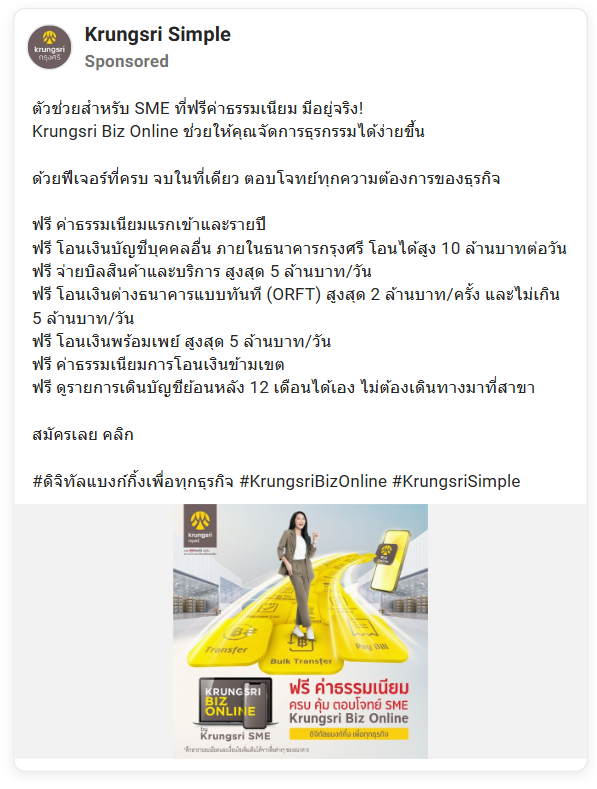 Krungsri Simple
Sponsored
krungsri
กรุงศรี
ตัวช่วยสำหรับ SME ที่ฟรีค่าธรรมเนียม มีอยู่จริง!
Krungsri Biz Online ช่วยให้คุณจัดการธุรกรรมได้ง่ายขึ้น
ด้วยฟีเจอร์ที่ครบ จบในที่เดียว ตอบโจทย์ทุกความต้องการของธุรกิจ
ฟรี ค่าธรรมเนียมแรกเข้าและรายปี
ฟรี โอนเงินบัญชีบุคคลอื่น ภายในธนาคารกรุงศรี โอนได้สูง 10 ล้านบาทต่อวัน
ฟรี จ่ายบิลสินค้าและบริการ สูงสุด 5 ล้านบาท/วัน
ฟรี โอนเงินต่างธนาคารแบบทันที (ORFT) สูงสุด 2 ล้านบาท/ครั้ง และไม่เกิน
5 ล้านบาท/วัน
ฟรี โอนเงินพร้อมเพย์ สูงสุด 5 ล้านบาท/วัน
ฟรี ค่าธรรมเนียมการโอนเงินข้ามเขต
ฟรี ดูรายการเดินบัญชีย้อนหลัง 12 เดือนได้เอง ไม่ต้องเดินทางมาที่สาขา
สมัครเลย คลิก
#ดิจิทัลแบงก์กิ้งเพื่อทุกธุรกิจ #KrungsriBizOnline #KrungsriSimple
krungsri
กรุงศรี
Transfer
Bulk Transfer
Pay Bill
KRUNGSRI
BIZ
ONLINE
by
Krungsri SME
ฟรี ค่าธรรมเนียม
ครบ คุ้ม ตอบโจทย์ SME
Krungsri Biz Online
ดิจิทัลแบงก์กิ้ง เพื่อทุกธุรกิจ